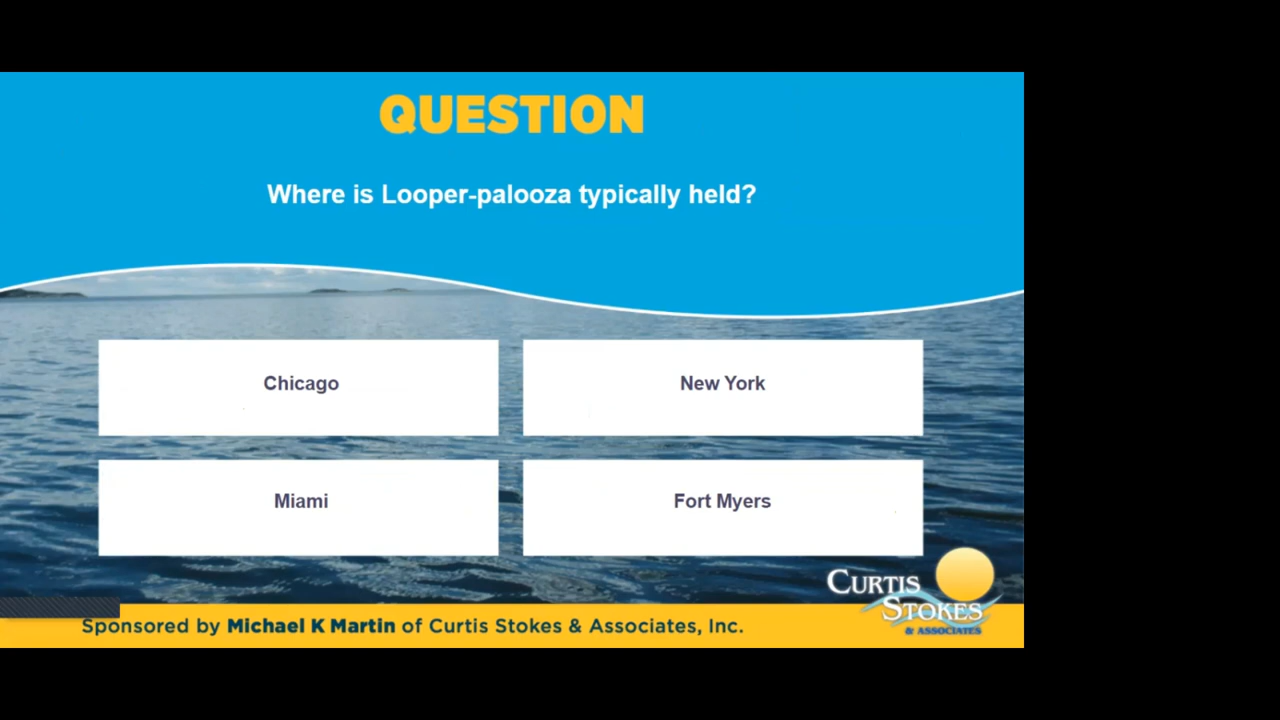 QUESTION
Where is Looper-palooza typically held?
Chicago
New York
Miami
Fort Myers
CURTIS
STOKES
& ASSOCIATES
Sponsored by Michael K Martin of Curtis Stokes & Associates, Inc.